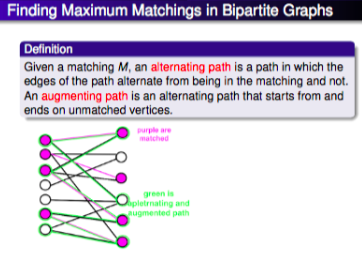 Finding Maximum Matchings in Bipartite Graphs
Definition
Given a matching M, an alternating path is a path in which the
edges of the path alternate from being in the matching and not.
An augmenting path is an alternating path that starts from and
ends on unmatched vertices.
purple are
matched
green is
and
augmented path